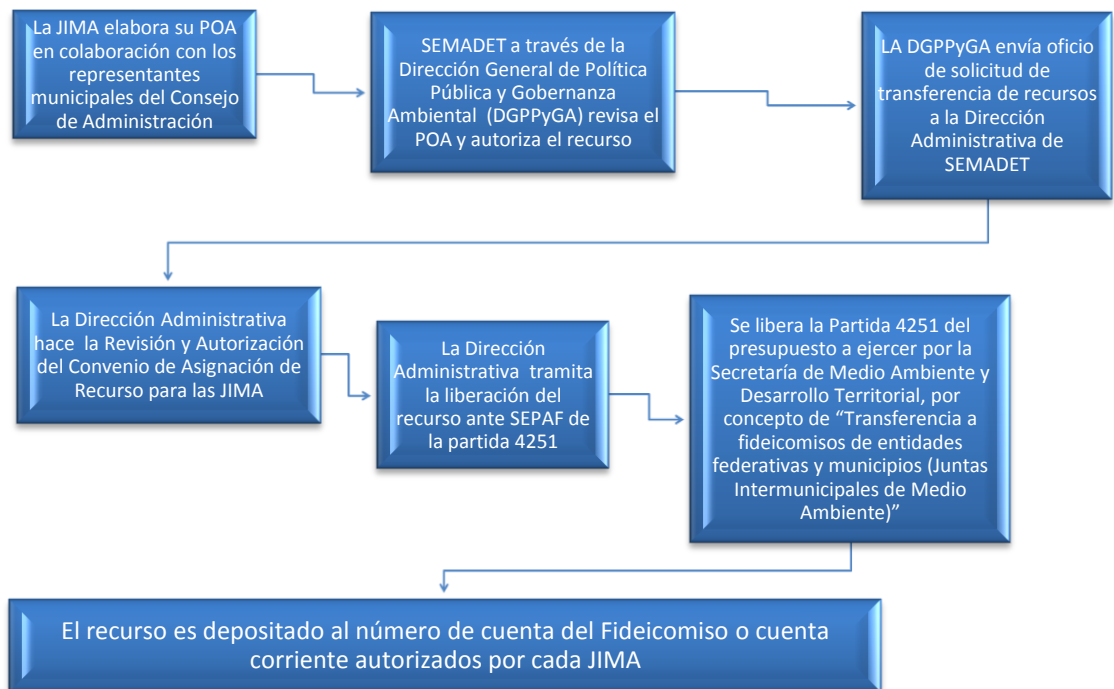 La JIMA elabora su POA
en colaboración con los
representantes
municipales del Consejo
de Administración
SEMADET a través de la
Dirección General de Política
Pública y Gobernanza
Ambiental (DGPPyGA) revisa el
POA y autoriza el recurso
LA DGPPyGA envía oficio
de solicitud de
transferencia de recursos
a la Dirección
Administrativa de
SEMADET
La Dirección Administrativa
hace la Revisión y Autorización
del Convenio de Asignación de
Recurso para las JIMA
La Dirección
Administrativa tramita
la liberación del
recurso ante SEPAF de
la partida 4251
Se libera la Partida 4251 del
presupuesto a ejercer por la
Secretaría de Medio Ambiente y
Desarrollo Territorial, por
concepto de “Transferencia a
fideicomisos de entidades
federativas y municipios (Juntas
Intermunicipales de Medio
Ambiente)”
El recurso es depositado al número de cuenta del Fideicomiso o cuenta
corriente autorizados por cada JIMA